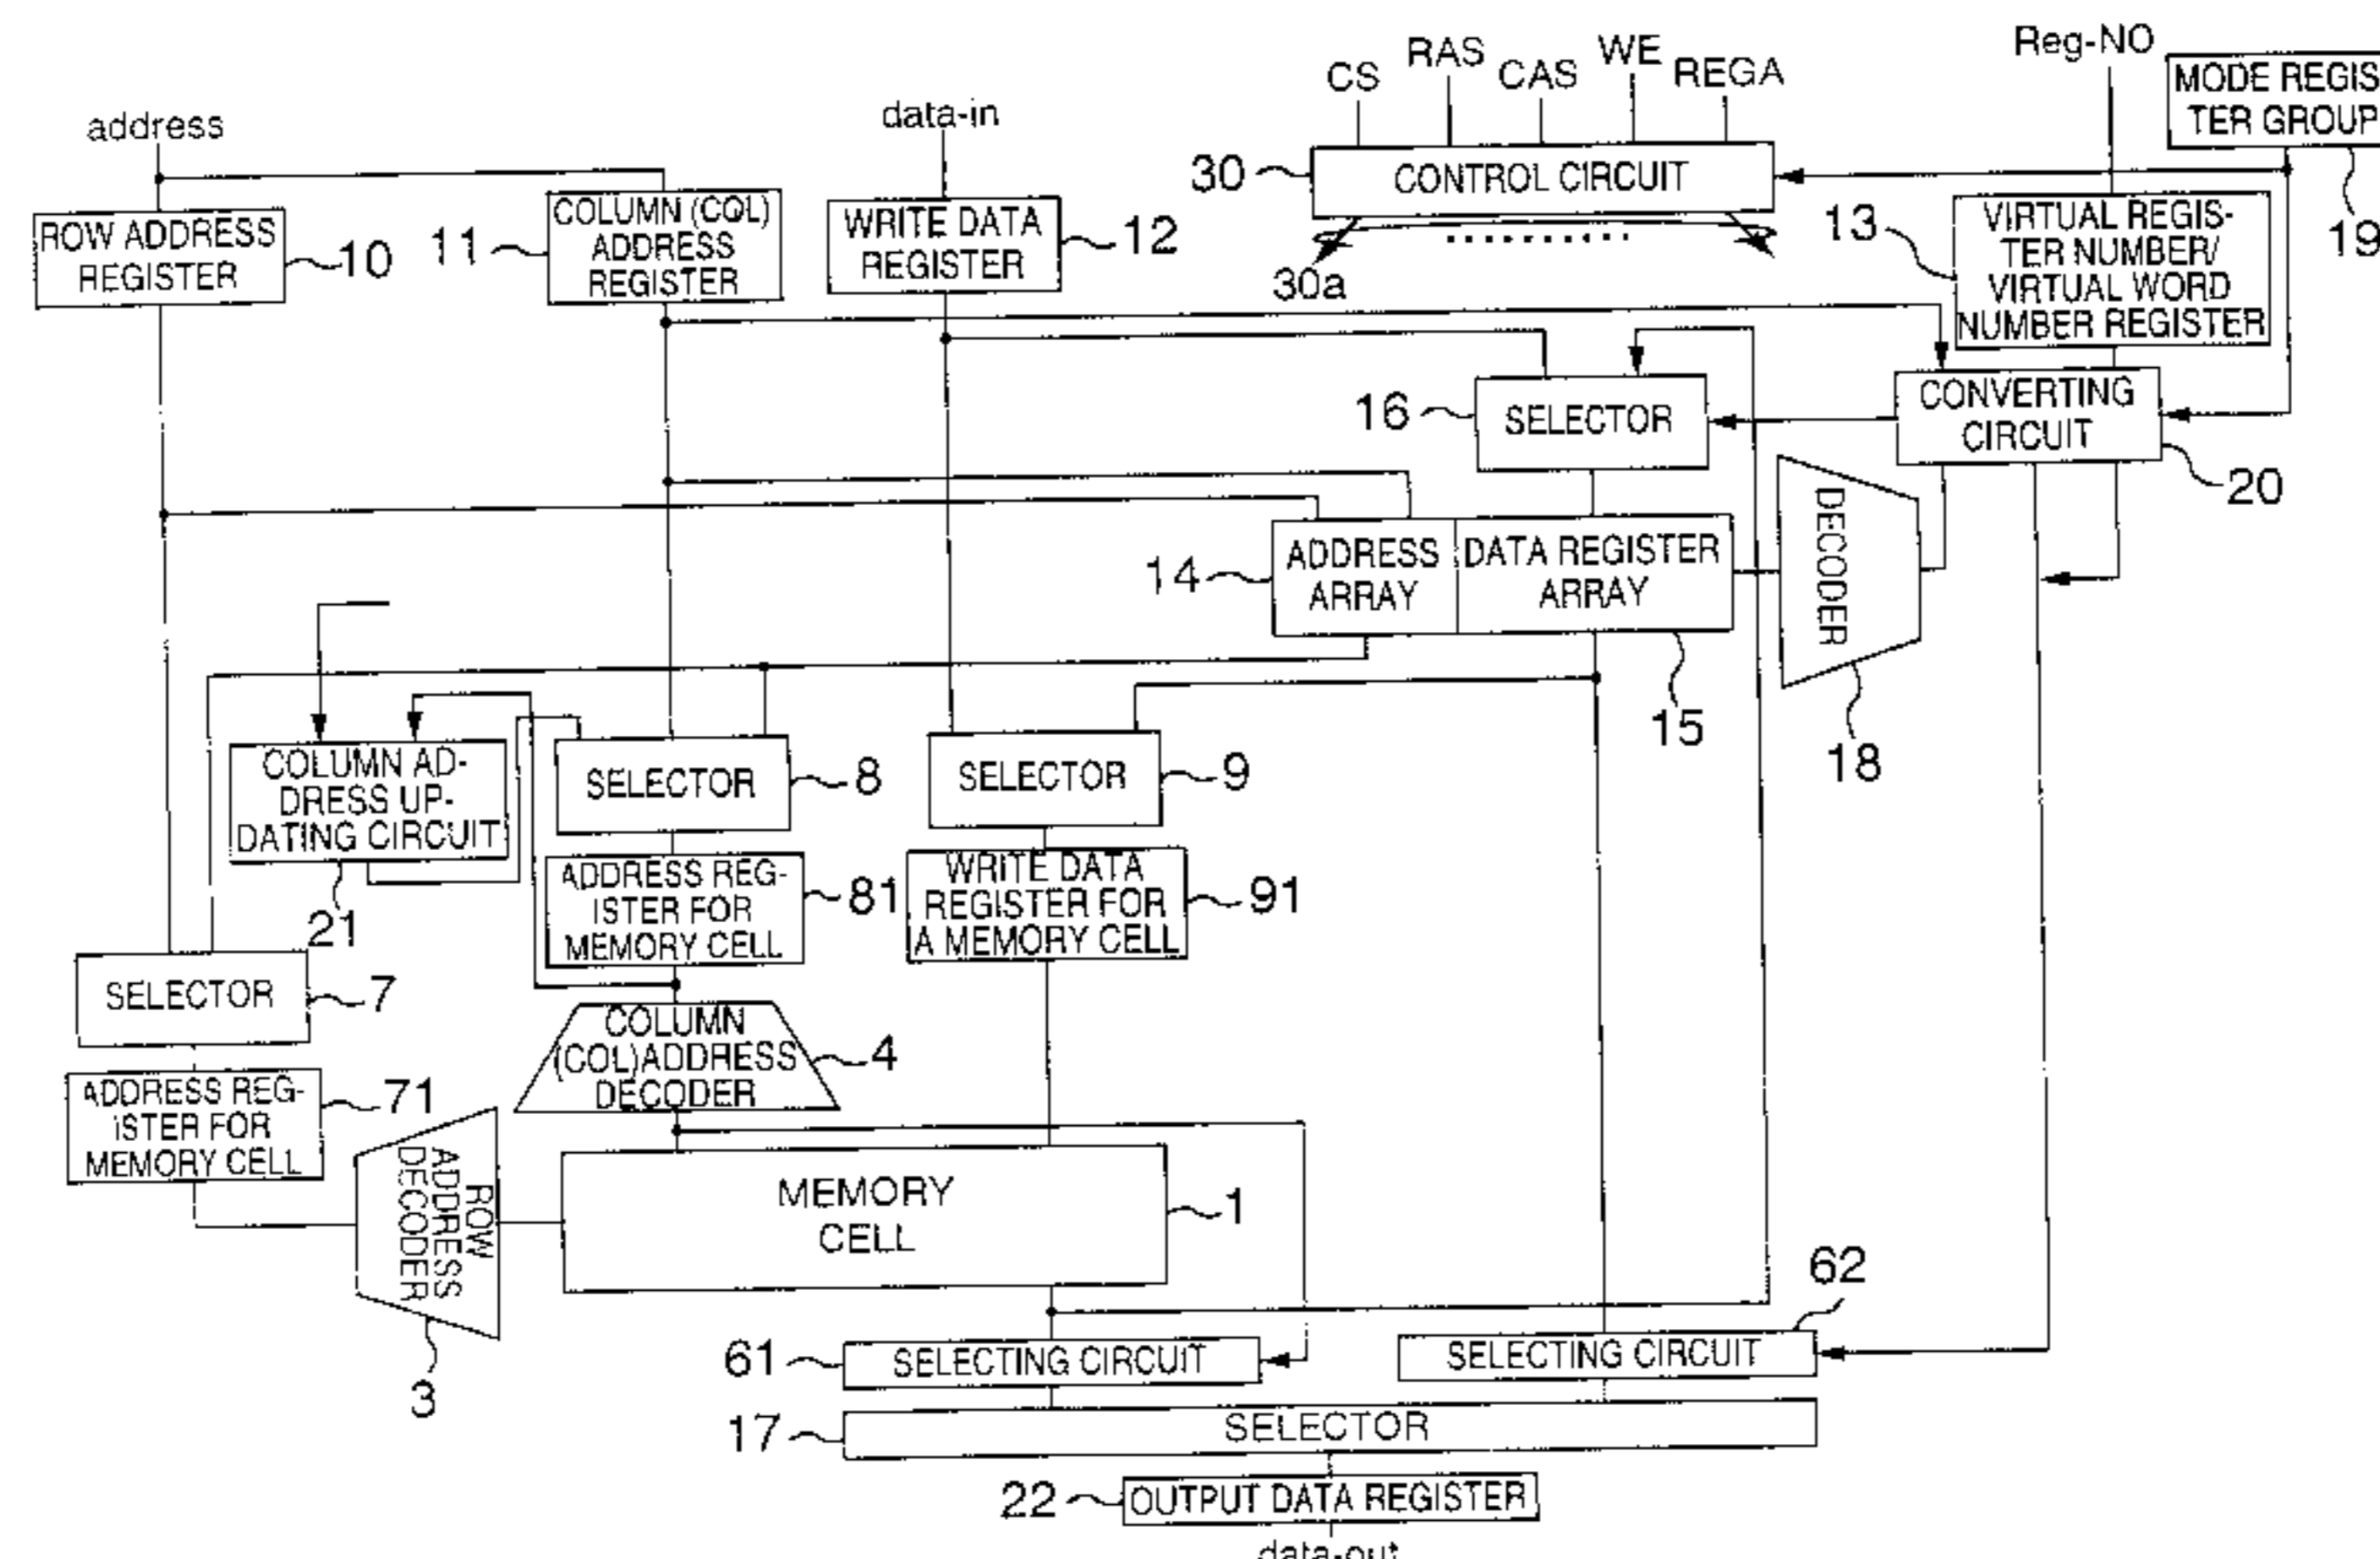 Reg-NO
RAS
WE
CS
CAS
REGA
MODE REGIS
TER GROUP
address
data-in
30
CONTROL CIRCUIT
30a
19
ROW ADDRESS
REGISTER
10
11
COLUMN (CQL)
ADDRESS
REGISTER
WRITE DATA
REGISTER
12
13
VIRTUAL REGIS-
TER NUMBER/
VIRTUAL WORD
NUMBER REGISTER
16
SELECTOR
CONVERTING
CIRCUIT
20
14
ADDRESS
ARRAY
DATA REGISTER
ARRAY
15
DECODER
18
COLUMN AD-
DRESS UP-
DATING CIRCUIT
21
SELECTOR
8
SELECTOR
9
ADDRESS REG-
ISTER FOR
MEMORY CELL
81
WRITE DATA
REGISTER FOR
A MEMORY CELL
91
SELECTOR
7
COLUMN
(COL)ADDRESS
DECODER
4
ADDRESS REG-
ISTER FOR
MEMORY CELL
71
ROW
ADDRESS
DECODER
3
MEMORY
CELL
1
62
61
SELECTING CIRCUIT
SELECTING CIRCUIT
17
SELECTOR
22
OUTPUT DATA REGISTER
data-out